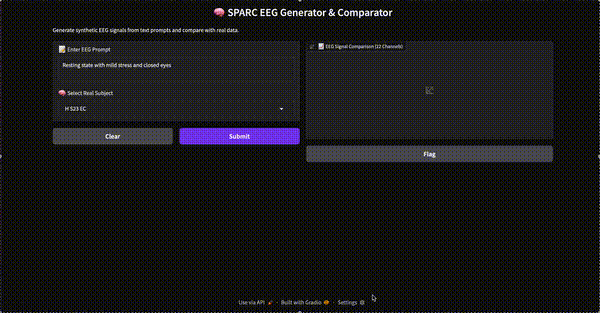 🧠 SPARC EEG Generator & Comparator
Generate synthetic EEG signals from text prompts and compare with real data.
📝 Enter EEG Prompt
Resting state with mild stress and closed eyes
🧠 Select Real Subject
H S23 EC
Clear
Submit
📈 EEG Signal Comparison (12 Channels)
Flag
Use via API 🚀 · Built with Gradio · Settings